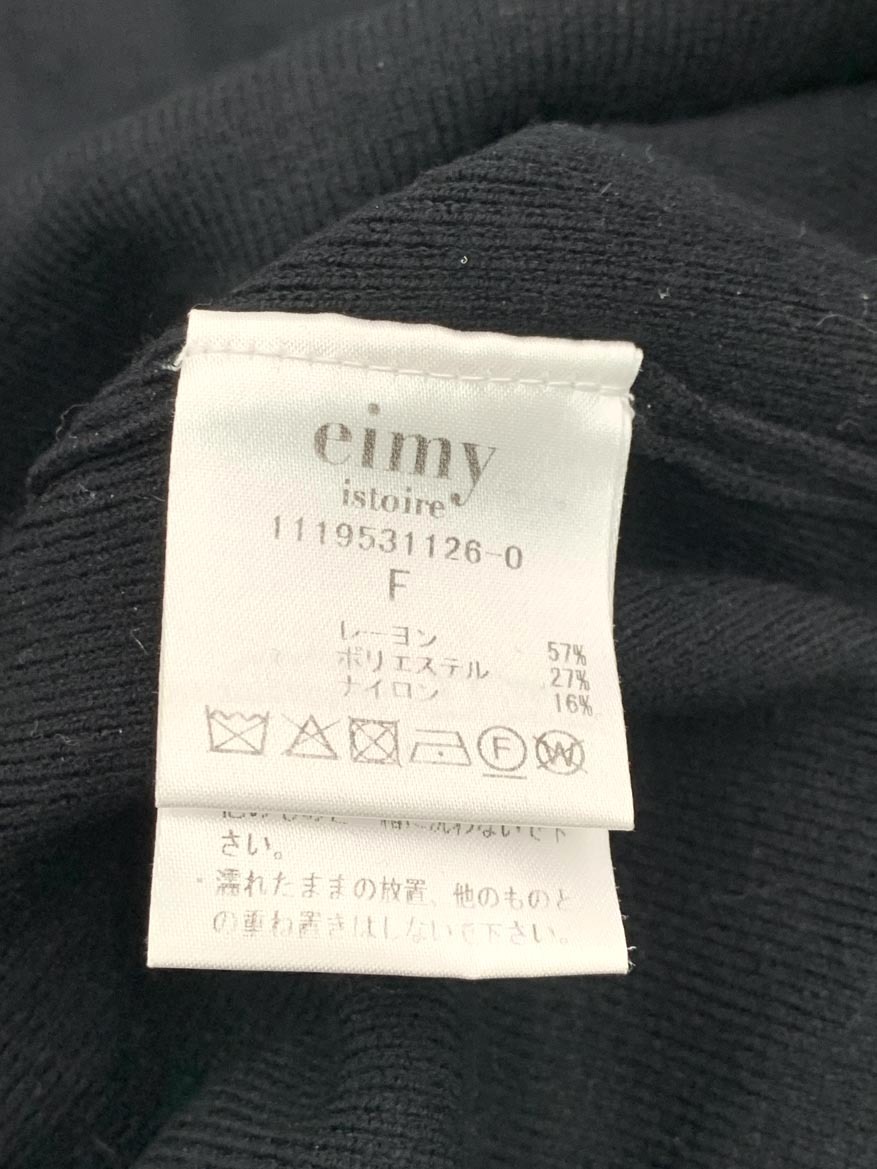 eimy
istoire
1119531126-0
F
レーヨン 57%
ポリエステル 27%
ナイロン 16%
F W
さい。
・濡れたままの放置、他のものと
の重ね置きはしないで下さい。